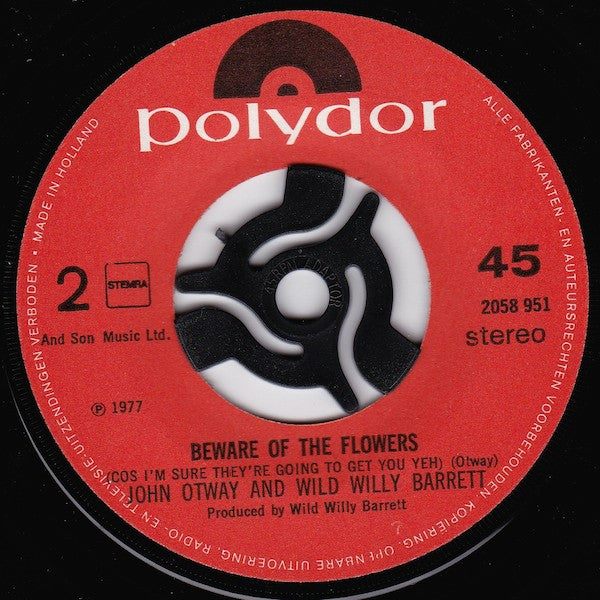 polydor
2
STEMRA
And Son Music Ltd.
45
2058 951
stereo
℗ 1977
BEWARE OF THE FLOWERS
(COS I'M SURE THEY'RE GOING TO GET YOU YEH) (Otway)
JOHN OTWAY AND WILD WILLY BARRETT
Produced by Wild Willy Barrett
ALLE FABRIKANTEN- EN AUTEURSRECHTEN VOORBEHOUDEN. KOPIËRING, OPENBARE UITVOERING, RADIO- EN TELEVISIE-UITZENDINGEN VERBODEN • MADE IN HOLLAND